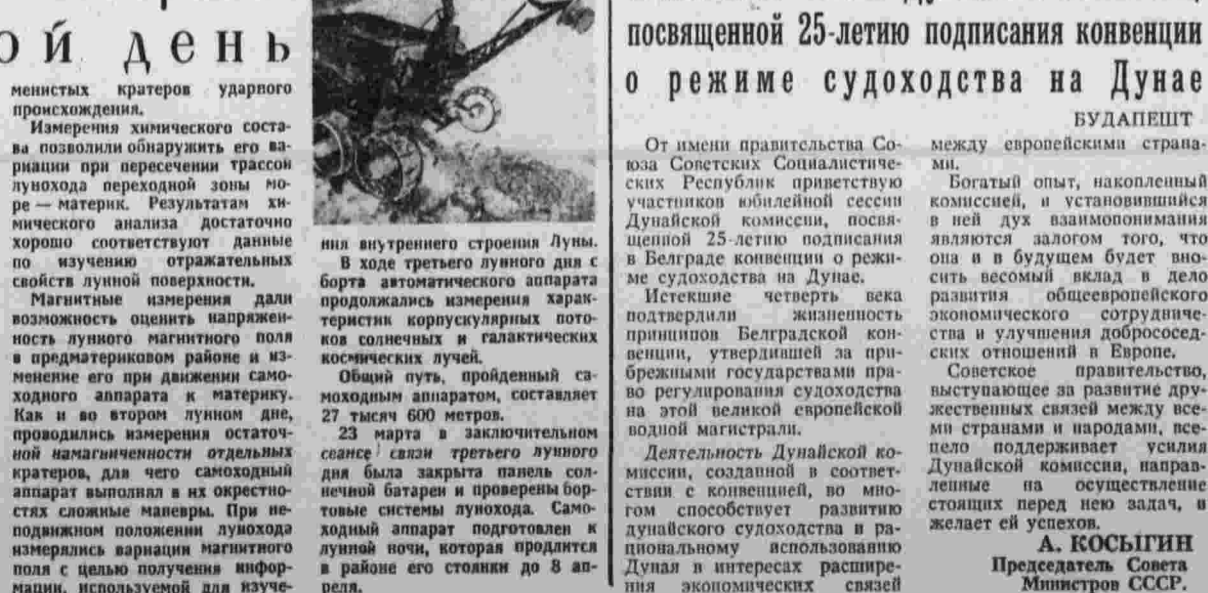 ой день
менистых кратеров ударного
происхождения.
Измерения химического соста-
ва позволили обнаружить его ва-
риации при пересечении трассой
лунохода переходной зоны мо-
ре — материк. Результатам хи-
мического анализа достаточно
хорошо соответствуют данные
по изучению отражательных
свойств лунной поверхности.
Магнитные измерения дали
возможность оценить напряжен-
ность лунного магнитного поля
в предматериковом районе и из-
менение его при движении само-
ходного аппарата к материку.
Как и во втором лунном дне,
проводились измерения остаточ-
ной намагниченности отдельных
кратеров, для чего самоходный
аппарат выполнял в их окрестно-
стях сложные маневры. При не-
подвижном положении лунохода
измерялись вариации магнитного
поля с целью получения инфор-
мации, используемой для изуче-
ния внутреннего строения Луны.
В ходе третьего лунного дня с
борта автоматического аппарата
продолжались измерения харак-
теристик корпускулярных пото-
ков солнечных и галактических
космических лучей.
Общий путь, пройденный са-
моходным аппаратом, составляет
27 тысяч 600 метров.
23 марта в заключительном
сеансе связи третьего лунного
дня была закрыта панель сол-
нечной батареи и проверены бор-
товые системы лунохода. Само-
ходный аппарат подготовлен к
лунной ночи, которая продлится
в районе его стоянки до 8 ап-
реля.
посвященной 25-летию подписания конвенции
о режиме судоходства на Дунае
БУДАПЕШТ
От имени правительства Со-
юза Советских Социалистиче-
ских Республик приветствую
участников юбилейной сессии
Дунайской комиссии, посвя-
щенной 25-летию подписания
в Белграде конвенции о режи-
ме судоходства на Дунае.
Истекшие четверть века
подтвердили жизненность
принципов Белградской кон-
венции, утвердившей за при-
брежными государствами пра-
во регулирования судоходства
на этой великой европейской
водной магистрали.
Деятельность Дунайской ко-
миссии, созданной в соответ-
ствии с конвенцией, во мно-
гом способствует развитию
дунайского судоходства и ра-
циональному использованию
Дуная в интересах расшире-
ния экономических связей
между европейскими страна-
ми.
Богатый опыт, накопленный
комиссией, и установившийся
в ней дух взаимопонимания
являются залогом того, что
она и в будущем будет вно-
сить весомый вклад в дело
развития общеевропейского
экономического сотрудниче-
ства и улучшения добрососед-
ских отношений в Европе.
Советское правительство,
выступающее за развитие дру-
жественных связей между все-
ми странами и народами, все-
цело поддерживает усилия
Дунайской комиссии, направ-
ленные на осуществление
стоящих перед нею задач, и
желает ей успехов.
А. КОСЫГИН
Председатель Совета
Министров СССР.